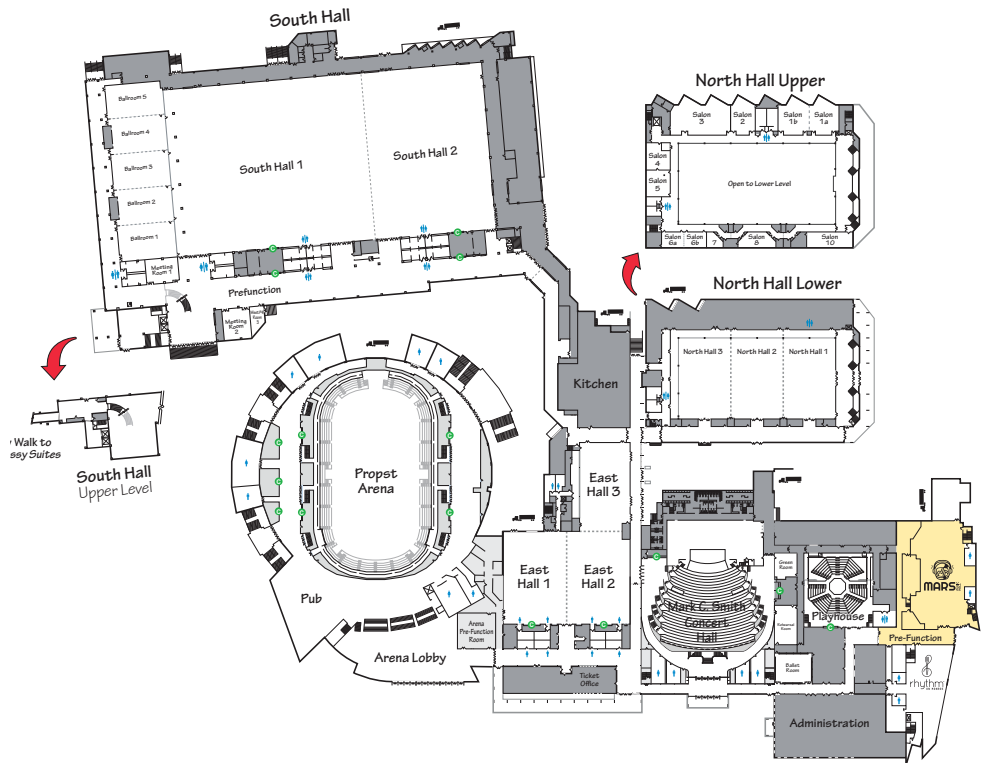 South Hall
Ballroom 5
Ballroom 4
Ballroom 3
Ballroom 2
Ballroom 1
South Hall 1
South Hall 2
Meeting
Room 1
Prefunction
Meeting
Room 2
Meeting
Room 3
North Hall Upper
Salon
3
Salon
2
Salon
1b
Salon
1a
Salon
4
Salon
5
Open to Lower Level
Salon
6a
Salon
6b
7
Salon
8
Salon
10
North Hall Lower
North Hall 3
North Hall 2
North Hall 1
Kitchen
Walk to
ssy Suites
South Hall
Upper Level
Propst
Arena
Pub
Arena Lobby
Arena
Pre-Function
Room
East
Hall 3
East
Hall 1
East
Hall 2
Ticket
Office
Mark C. Smith
Concert
Hall
Green
Room
Rehearsal
Room
Ballet
Room
Playhouse
MARS
Pre-Function
rhythm
Administration